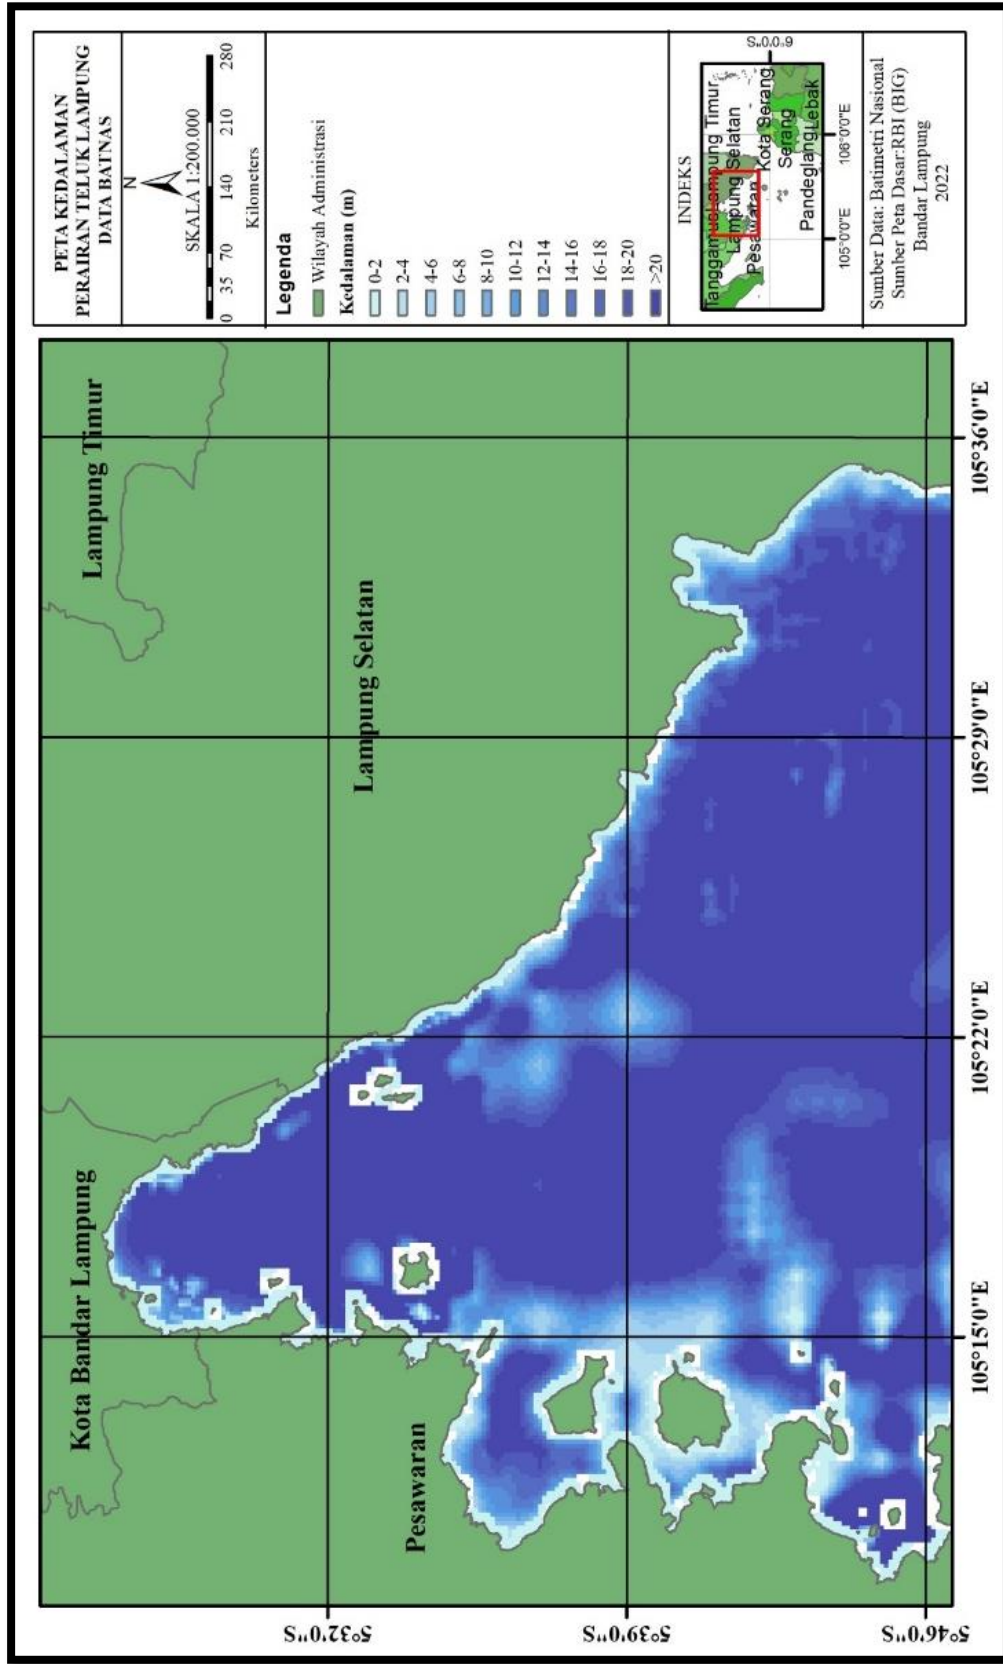 PETA KEDALAMAN
PERAIRAN TELUK LAMPUNG
DATA BATNAS
N
SKALA 1:200.000
0 35 70 140 210 280
Kilometers
Legenda
Wilayah Administrasi
Kedalaman (m)
0-2
2-4
4-6
6-8
8-10
10-12
12-14
14-16
16-18
18-20
>20
INDEKS
Tanggamus
Lampung Timur
Lampung Selatan
Pesawaran
Kota Serang
Serang
Pandeglang
Lebak
6°0'0"S
105°0'0"E
106°0'0"E
Sumber Data: Batimetri Nasional
Sumber Peta Dasar:RBI (BIG)
Bandar Lampung
2022
Kota Bandar Lampung
Lampung Timur
Lampung Selatan
Pesawaran
5°32'0"S
5°39'0"S
5°46'0"S
105°15'0"E
105°22'0"E
105°29'0"E
105°36'0"E